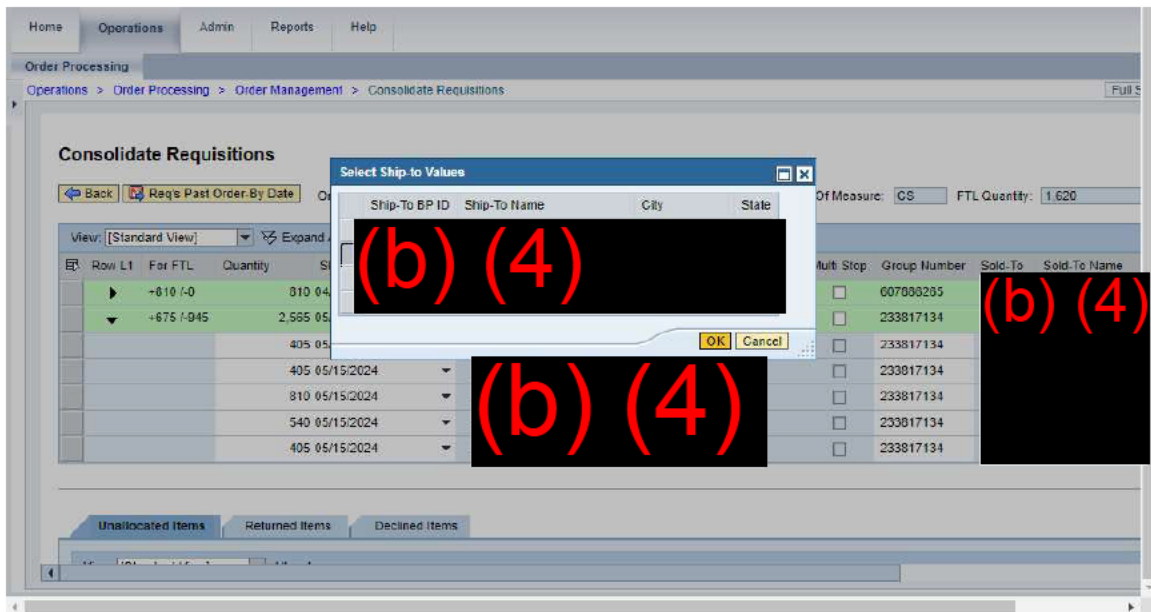 Home Operations Admin Reports Help
Order Processing
Operations > Order Processing > Order Management > Consolidate Requisitions Full
Consolidate Requisitions
Back Req's Past Order-By Date Of Measure: CS FTL Quantity: 1,620
Select Ship-to Values
Ship-To BP ID Ship-To Name City State
(b) (4)
OK Cancel
View: [Standard View] Expand
Row L1 For FTL Quantity Multi Stop Group Number Sold-To Sold-To Name
+810 /-0 810 04 607886265
+675 /-945 2,565 05 233817134
405 05 233817134
405 05/15/2024 233817134
810 05/15/2024 233817134
540 05/15/2024 233817134
405 05/15/2024 233817134
(b) (4)
(b) (4)
Unallocated Items Returned Items Declined Items